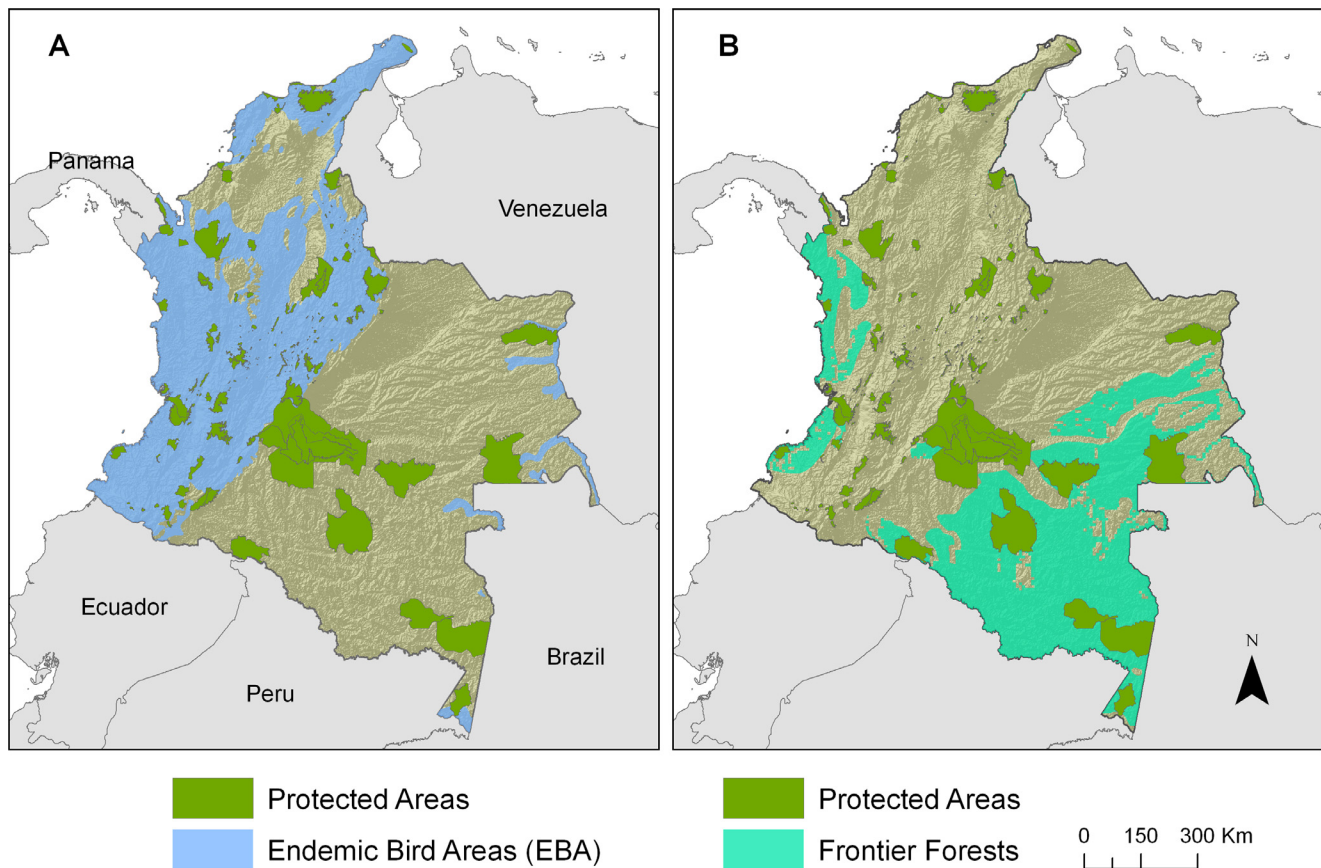 A
Panama
Venezuela
Ecuador
Peru
Brazil
B
N
Protected Areas
Endemic Bird Areas (EBA)
Protected Areas
Frontier Forests
0 150 300 Km